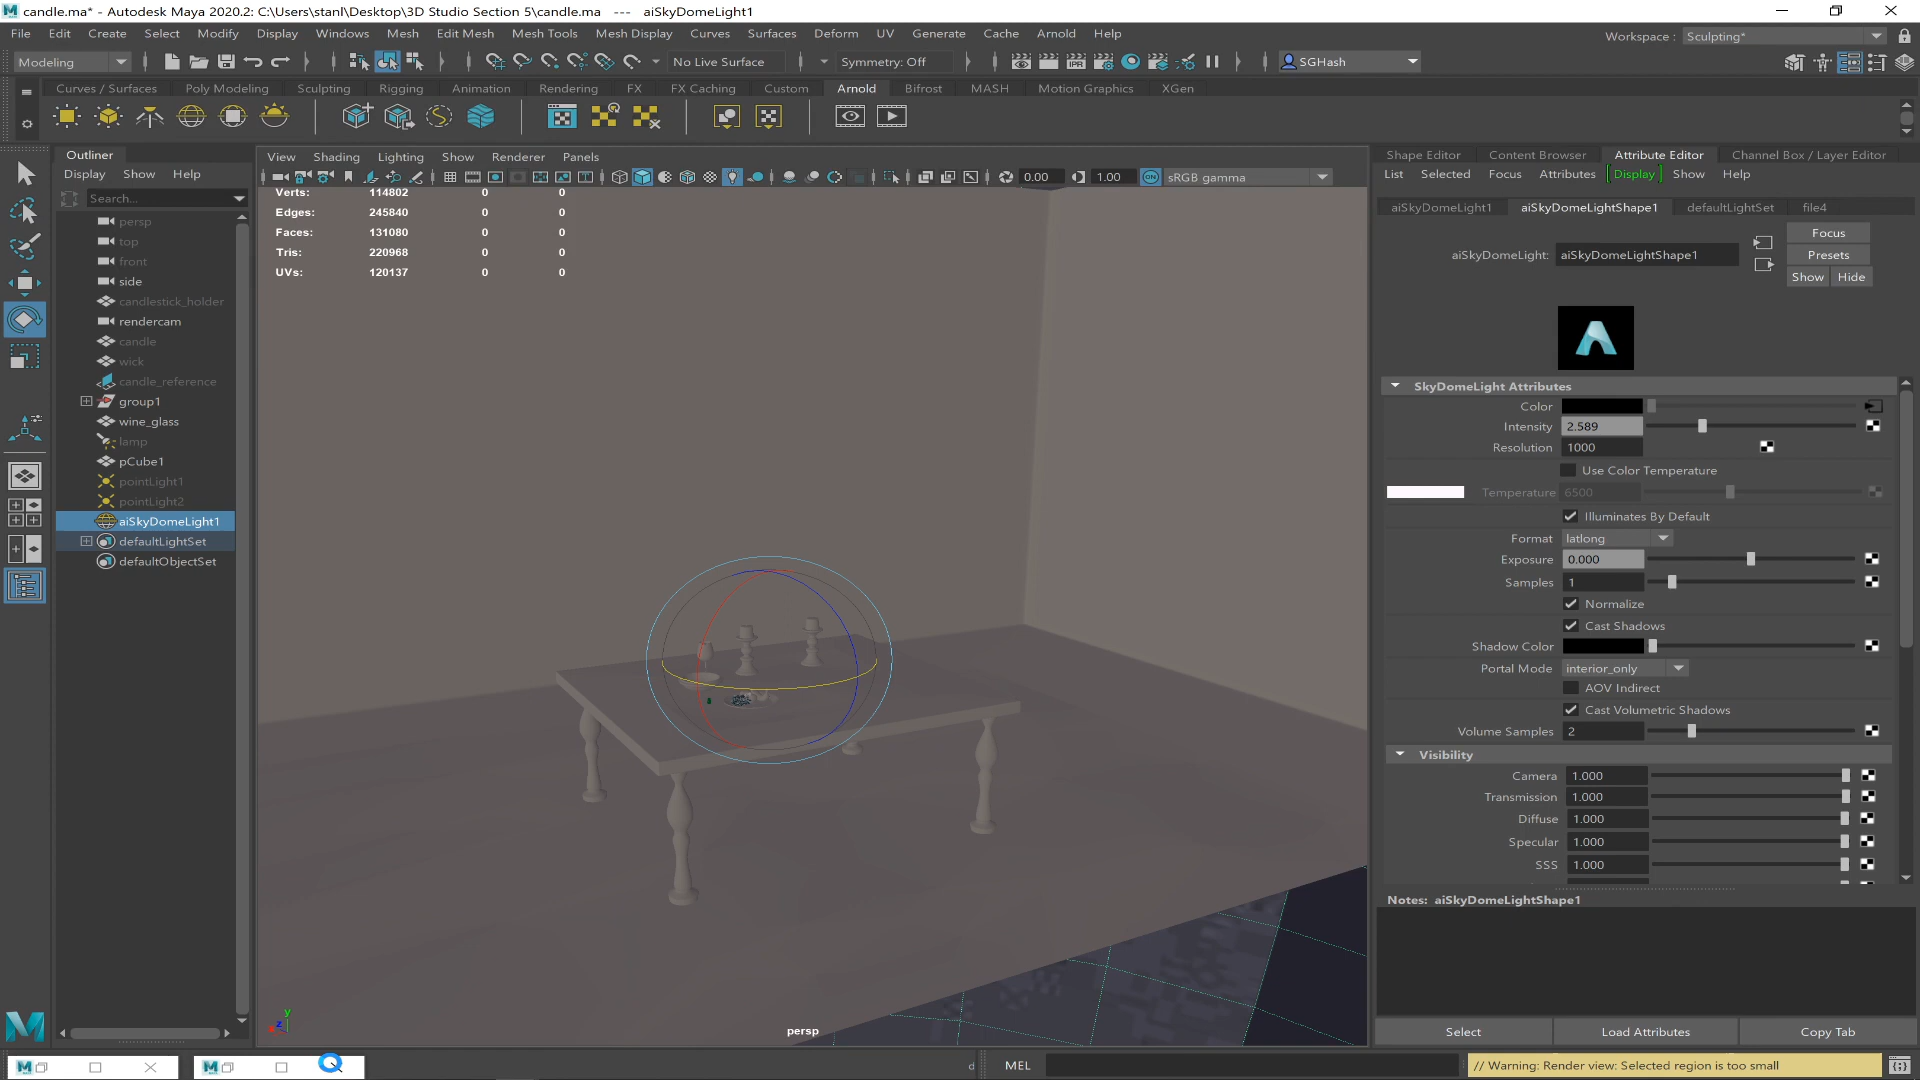 candle.ma* - Autodesk Maya 2020.2: C:\Users\stanl\Desktop\3D Studio Section 5\candle.ma --- aiSkyDomeLight1
File Edit Create Select Modify Display Windows Mesh Edit Mesh Mesh Tools Mesh Display Curves Surfaces Deform UV Generate Cache Arnold Help
Workspace : Sculpting*
Modeling No Live Surface Symmetry: Off SGHash
Curves / Surfaces Poly Modeling Sculpting Rigging Animation Rendering FX FX Caching Custom Arnold Bifrost MASH Motion Graphics XGen
IPR
Outliner
Display Show Help
Search...
persp
top
front
side
candlestick_holder
rendercam
candle
wick
candle_reference
group1
wine_glass
lamp
pCube1
pointLight1
pointLight2
aiSkyDomeLight1
defaultLightSet
defaultObjectSet
View Shading Lighting Show Renderer Panels
0.00 1.00 sRGB gamma
Verts: 114802 0 0
Edges: 245840 0 0
Faces: 131080 0 0
Tris: 220968 0 0
UVs: 120137 0 0
y
z
persp
Shape Editor Content Browser Attribute Editor Channel Box / Layer Editor
List Selected Focus Attributes Display Show Help
aiSkyDomeLight1 aiSkyDomeLightShape1 defaultLightSet file4
Focus
aiSkyDomeLight: aiSkyDomeLightShape1 Presets
Show Hide
SkyDomeLight Attributes
Color
Intensity 2.589
Resolution 1000
Use Color Temperature
Temperature 6500
Illuminates By Default
Format latlong
Exposure 0.000
Samples 1
Normalize
Cast Shadows
Shadow Color
Portal Mode interior_only
AOV Indirect
Cast Volumetric Shadows
Volume Samples 2
Visibility
Camera 1.000
Transmission 1.000
Diffuse 1.000
Specular 1.000
SSS 1.000
Notes: aiSkyDomeLightShape1
Select Load Attributes Copy Tab
MEL // Warning: Render view: Selected region is too small